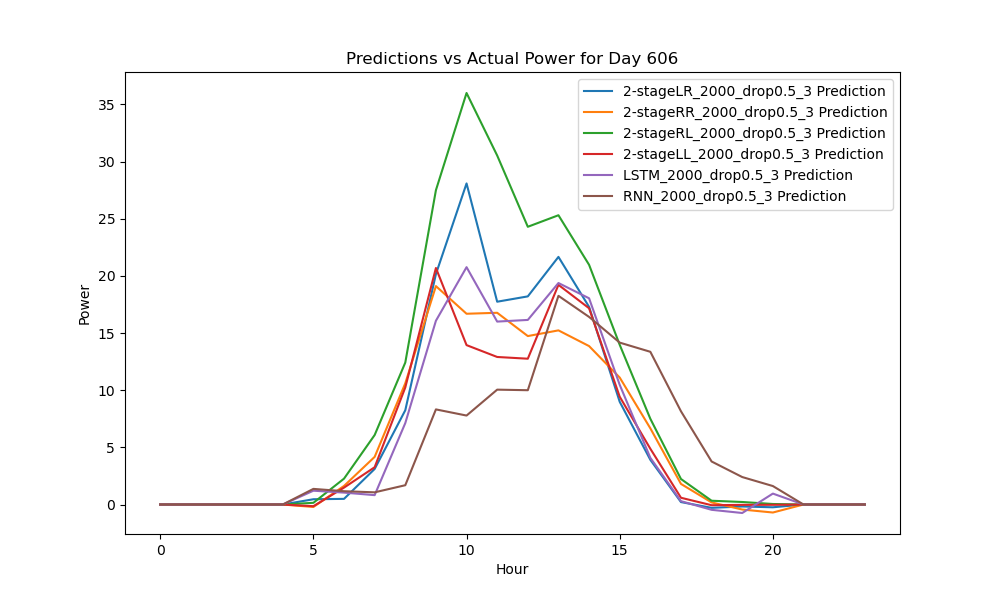 Predictions vs Actual Power for Day 606
2-stageLR_2000_drop0.5_3 Prediction
2-stageRR_2000_drop0.5_3 Prediction
2-stageRL_2000_drop0.5_3 Prediction
2-stageLL_2000_drop0.5_3 Prediction
LSTM_2000_drop0.5_3 Prediction
RNN_2000_drop0.5_3 Prediction
Power
35
30
25
20
15
10
5
0
0 5 10 15 20
Hour